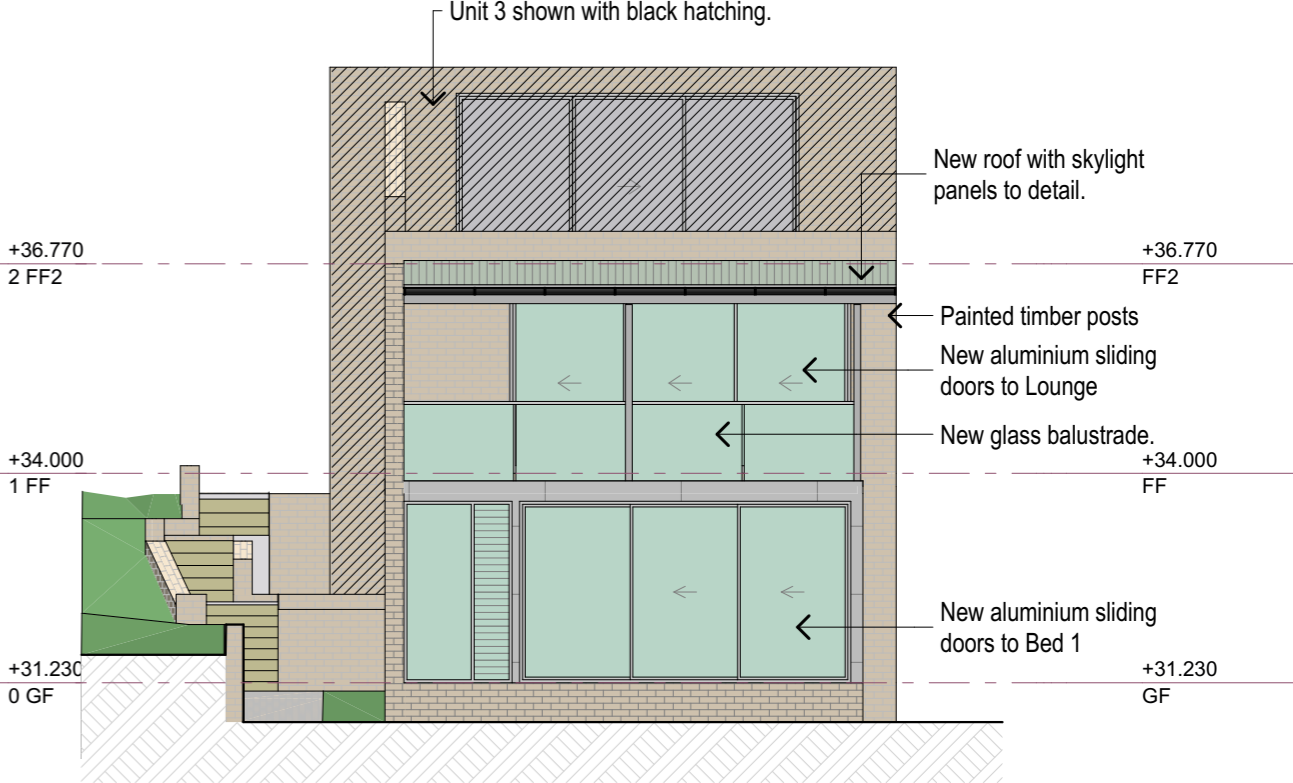 Unit 3 shown with black hatching.
New roof with skylight
panels to detail.
+36.770
2 FF2
+36.770
FF2
Painted timber posts
New aluminium sliding
doors to Lounge
New glass balustrade.
+34.000
1 FF
+34.000
FF
New aluminium sliding
doors to Bed 1
+31.230
0 GF
+31.230
GF